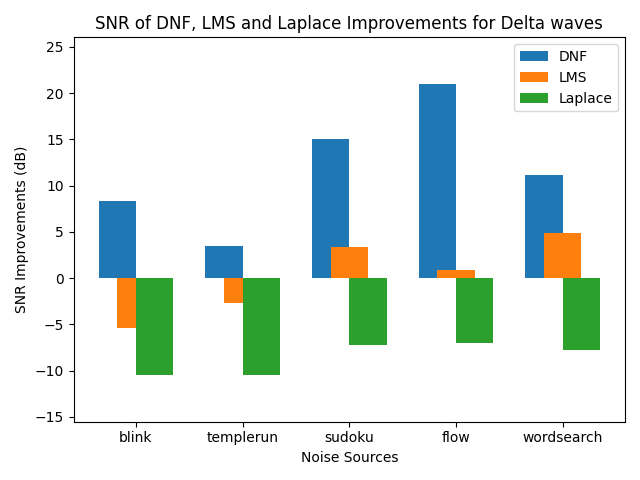 SNR of DNF, LMS and Laplace Improvements for Delta waves
25
20
15
10
5
0
−5
−10
−15
SNR Improvements (dB)
DNF
LMS
Laplace
blink
templerun
sudoku
flow
wordsearch
Noise Sources